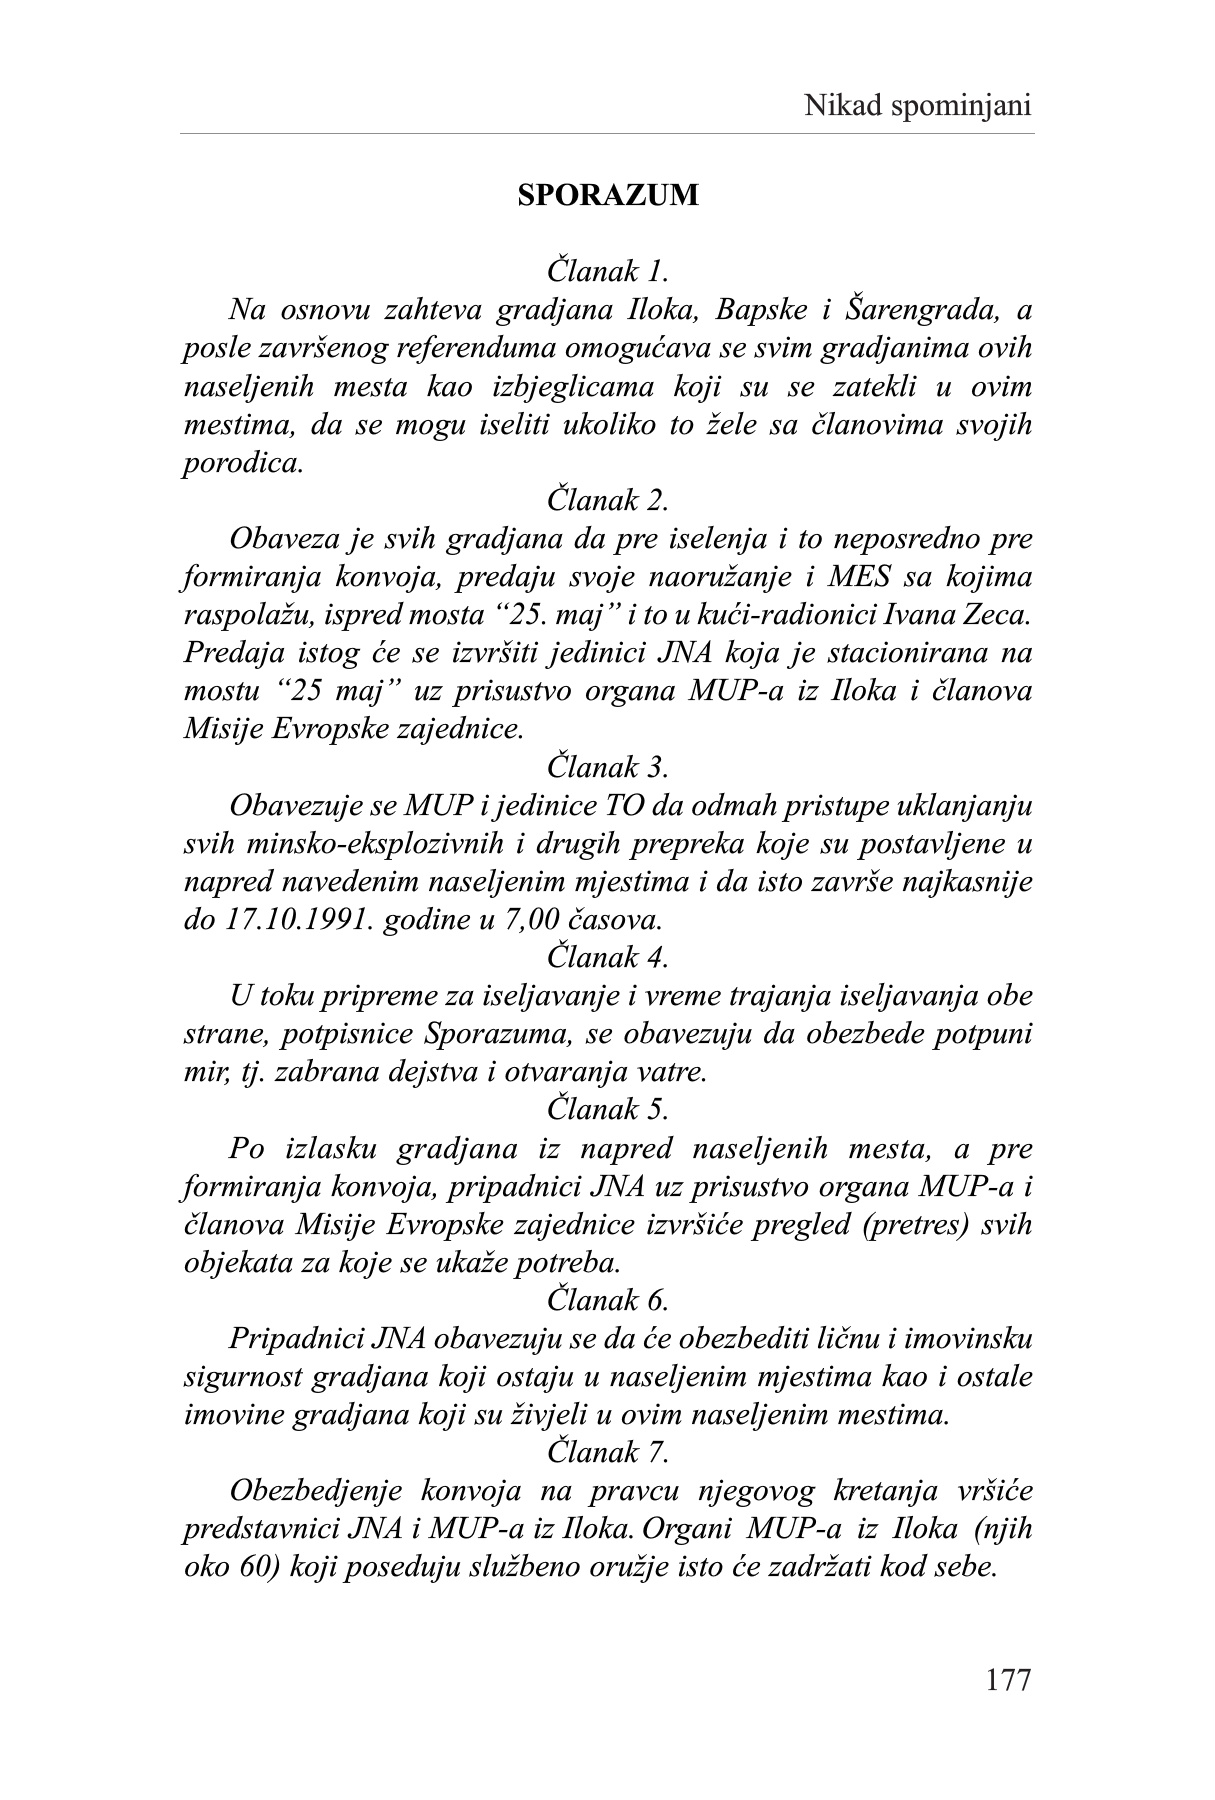 Nikad spominjani
SPORAZUM
Članak 1.
Na osnovu zahteva gradjana Iloka, Bapske i Šarengrada, a
posle završenog referenduma omogućava se svim gradjanima ovih
naseljenih mesta kao izbjeglicama koji su se zatekli u ovim
mestima, da se mogu iseliti ukoliko to žele sa članovima svojih
porodica.
Članak 2.
Obaveza je svih gradjana da pre iselenja i to neposredno pre
formiranja konvoja, predaju svoje naoružanje i MES sa kojima
raspolažu, ispred mosta “25. maj” i to u kući-radionici Ivana Zeca.
Predaja istog će se izvršiti jedinici JNA koja je stacionirana na
mostu “25 maj” uz prisustvo organa MUP-a iz Iloka i članova
Misije Evropske zajednice.
Članak 3.
Obavezuje se MUP i jedinice TO da odmah pristupe uklanjanju
svih minsko-eksplozivnih i drugih prepreka koje su postavljene u
napred navedenim naseljenim mjestima i da isto završe najkasnije
do 17.10.1991. godine u 7,00 časova.
Članak 4.
U toku pripreme za iseljavanje i vreme trajanja iseljavanja obe
strane, potpisnice Sporazuma, se obavezuju da obezbede potpuni
mir, tj. zabrana dejstva i otvaranja vatre.
Članak 5.
Po izlasku gradjana iz napred naseljenih mesta, a pre
formiranja konvoja, pripadnici JNA uz prisustvo organa MUP-a i
članova Misije Evropske zajednice izvršiće pregled (pretres) svih
objekata za koje se ukaže potreba.
Članak 6.
Pripadnici JNA obavezuju se da će obezbediti ličnu i imovinsku
sigurnost gradjana koji ostaju u naseljenim mjestima kao i ostale
imovine gradjana koji su živjeli u ovim naseljenim mestima.
Članak 7.
Obezbedjenje konvoja na pravcu njegovog kretanja vršiće
predstavnici JNA i MUP-a iz Iloka. Organi MUP-a iz Iloka (njih
oko 60) koji poseduju službeno oružje isto će zadržati kod sebe.
177